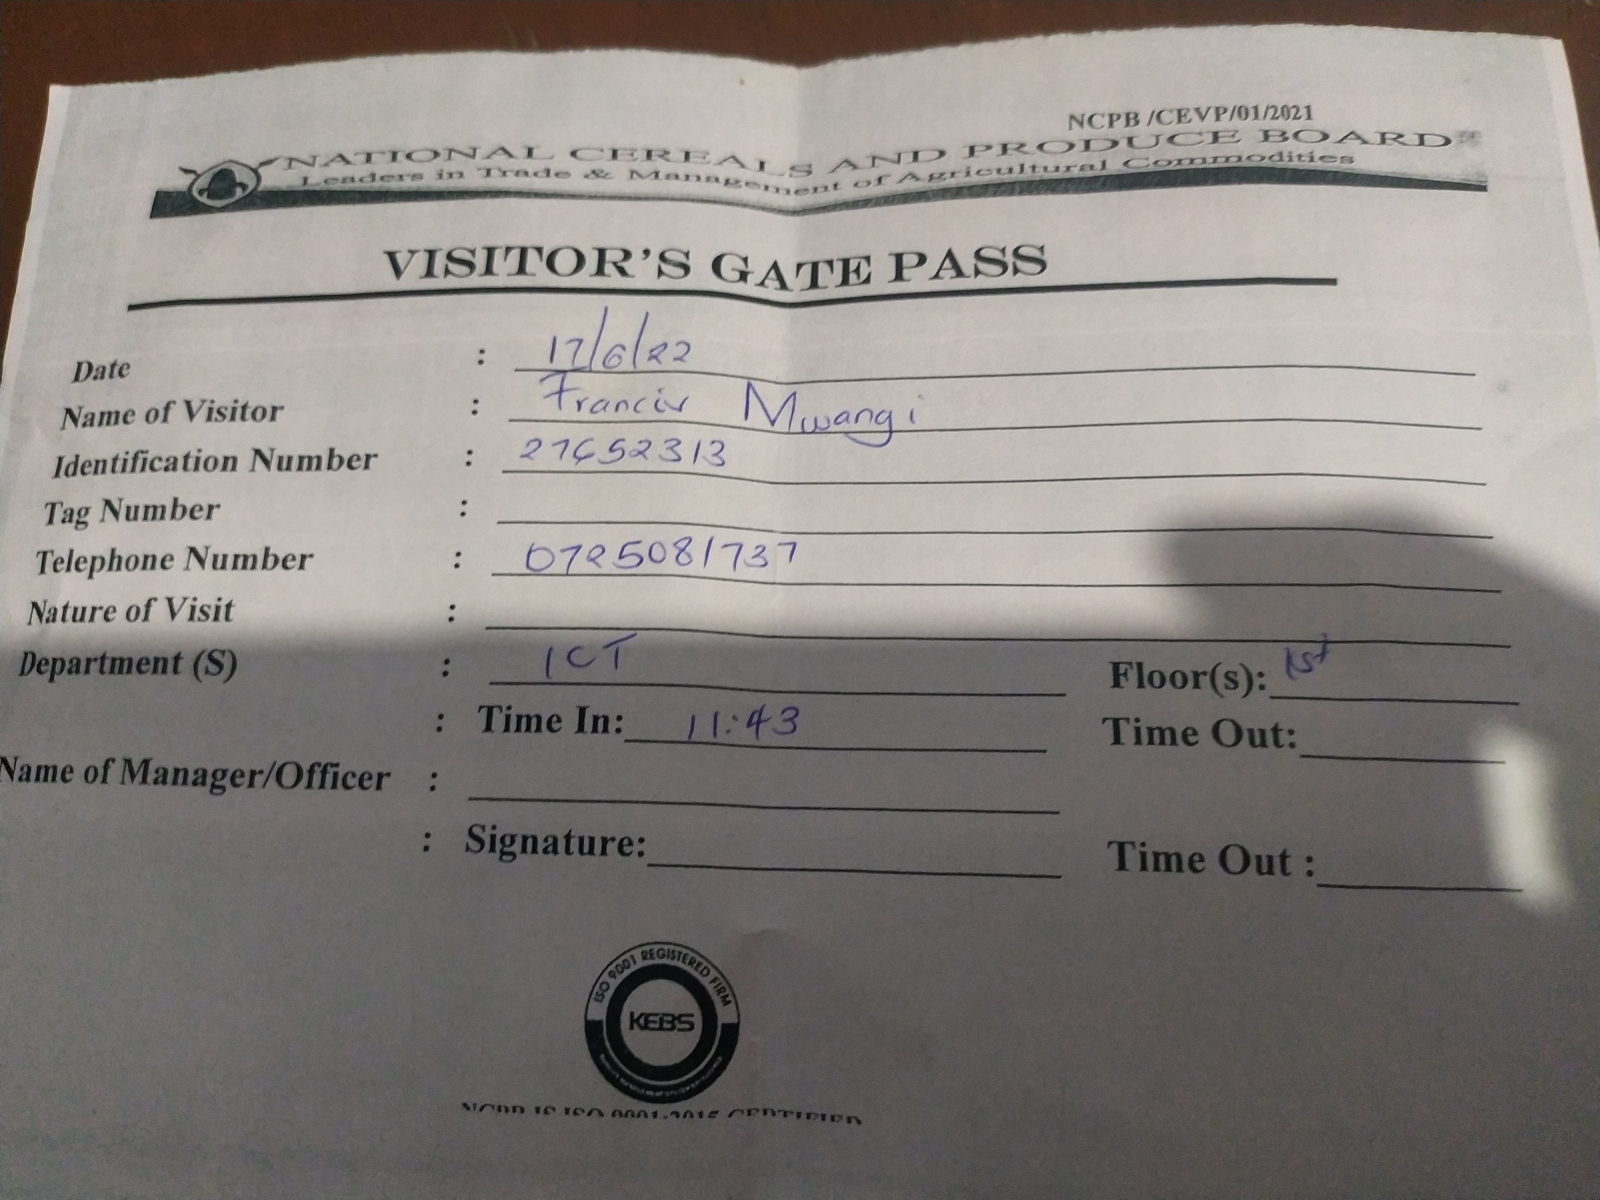 NCPB/CEVP/01/2021
NATIONAL CEREALS AND PRODUCE BOARD
Leaders in Trade & Management of Agricultural Commodities
VISITOR'S GATE PASS
Date : 17/6/22
Name of Visitor : Francis Mwangi
Identification Number : 27652313
Tag Number :
Telephone Number : 0725081737
Nature of Visit :
Department (S) : ICT Floor(s): 1st
: Time In: 11:43 Time Out:
Name of Manager/Officer :
: Signature: Time Out :
ISO 9001 REGISTERED FIRM
KEBS